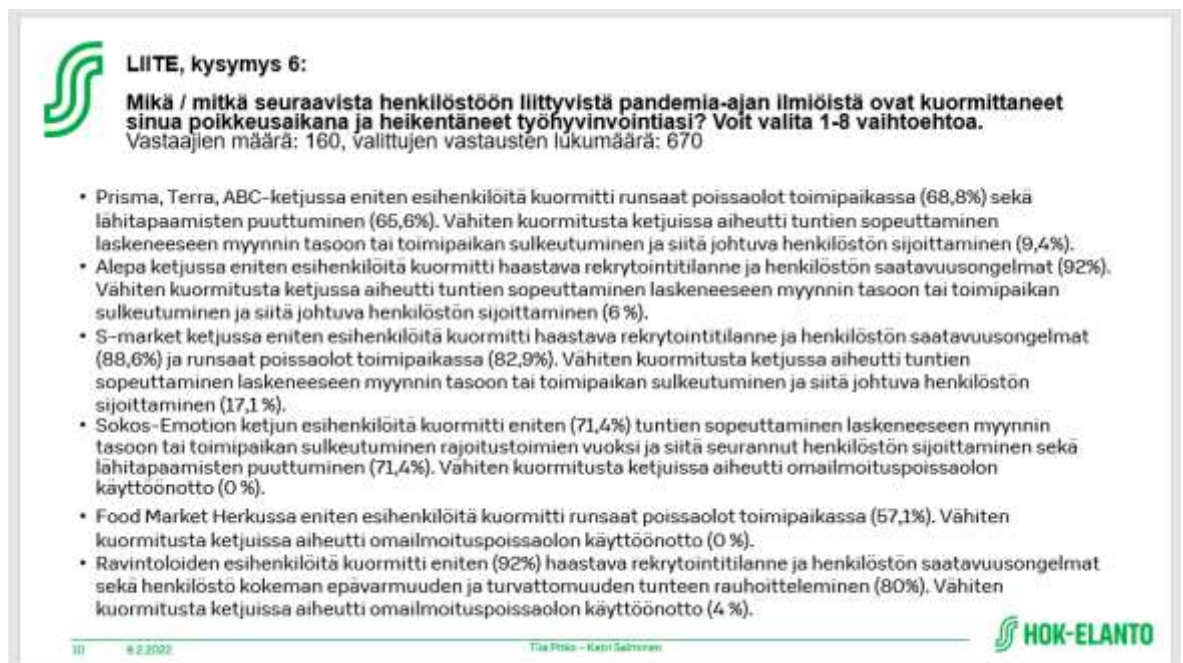 LIITE, kysymys 6:
Mikä / mitkä seuraavista henkilöstöön liittyvistä pandemia-ajan ilmiöistä ovat kuormittaneet
sinua poikkeusaikana ja heikentäneet työhyvinvointiasi? Voit valita 1-8 vaihtoehtoa.
Vastaajien määrä: 160, valittujen vastausten lukumäärä: 670
• Prisma, Terra, ABC-ketjussa eniten esihenkilöitä kuormitti runsaat poissaolot toimipaikassa (68,8%) sekä
lähitapaamisten puuttuminen (65,6%). Vähiten kuormitusta ketjuissa aiheutti tuntien sopeuttaminen
laskeneeseen myynnin tasoon tai toimipaikan sulkeutuminen ja siitä johtuva henkilöstön sijoittaminen (9,4%).
• Alepa ketjussa eniten esihenkilöitä kuormitti haastava rekrytointitilanne ja henkilöstön saatavuusongelmat (92%).
Vähiten kuormitusta ketjussa aiheutti tuntien sopeuttaminen laskeneeseen myynnin tasoon tai toimipaikan
sulkeutuminen ja siitä johtuva henkilöstön sijoittaminen (6 %).
• S-market ketjussa eniten esihenkilöitä kuormitti haastava rekrytointitilanne ja henkilöstön saatavuusongelmat
(88,6%) ja runsaat poissaolot toimipaikassa (82,9%). Vähiten kuormitusta ketjussa aiheutti tuntien
sopeuttaminen laskeneeseen myynnin tasoon tai toimipaikan sulkeutuminen ja siitä johtuva henkilöstön
sijoittaminen (17,1 %).
• Sokos-Emotion ketjun esihenkilöitä kuormitti eniten (71,4%) tuntien sopeuttaminen laskeneeseen myynnin
tasoon tai toimipaikan sulkeutuminen rajoitustoimien vuoksi ja siitä seurannut henkilöstön sijoittaminen sekä
lähitapaamisten puuttuminen (71,4%). Vähiten kuormitusta ketjuissa aiheutti omailmoituspoissaolon
käyttöönotto (0 %).
• Food Market Herkussa eniten esihenkilöitä kuormitti runsaat poissaolot toimipaikassa (57,1%). Vähiten
kuormitusta ketjuissa aiheutti omailmoituspoissaolon käyttöönotto (0 %).
• Ravintoloiden esihenkilöitä kuormitti eniten (92%) haastava rekrytointitilanne ja henkilöstön saatavuusongelmat
sekä henkilöstö kokeman epävarmuuden ja turvattomuuden tunteen rauhoitteleminen (80%). Vähiten
kuormitusta ketjuissa aiheutti omailmoituspoissaolon käyttöönotto (4 %).
HOK-ELANTO
10 8.2.2022 Tiia – Katri Salminen